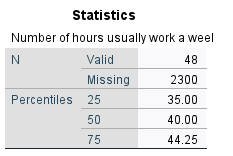 Statistics
Number of hours usually work a weel
N Valid 48
Missing 2300
Percentiles 25 35.00
50 40.00
75 44.25